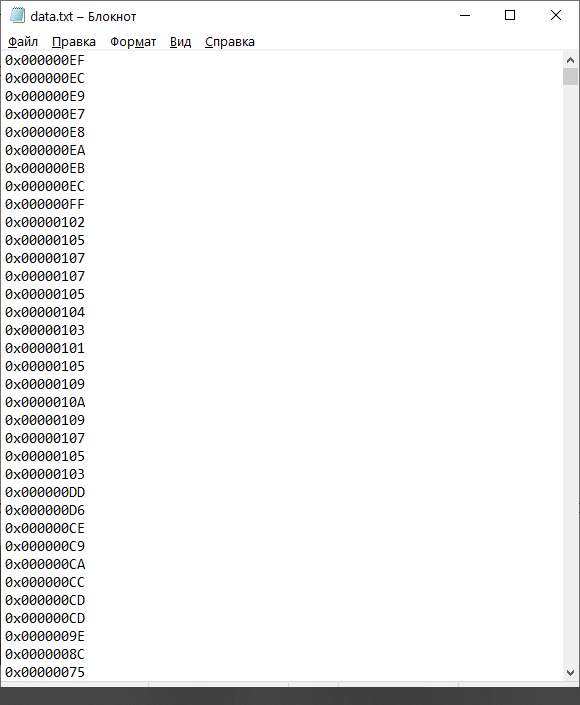 data.txt – Блокнот
Файл Правка Формат Вид Справка
0x000000EF
0x000000EC
0x000000E9
0x000000E7
0x000000E8
0x000000EA
0x000000EB
0x000000EC
0x000000FF
0x00000102
0x00000105
0x00000107
0x00000107
0x00000105
0x00000104
0x00000103
0x00000101
0x00000105
0x00000109
0x0000010A
0x00000109
0x00000107
0x00000105
0x00000103
0x000000DD
0x000000D6
0x000000CE
0x000000C9
0x000000CA
0x000000CC
0x000000CD
0x000000CD
0x0000009E
0x0000008C
0x00000075